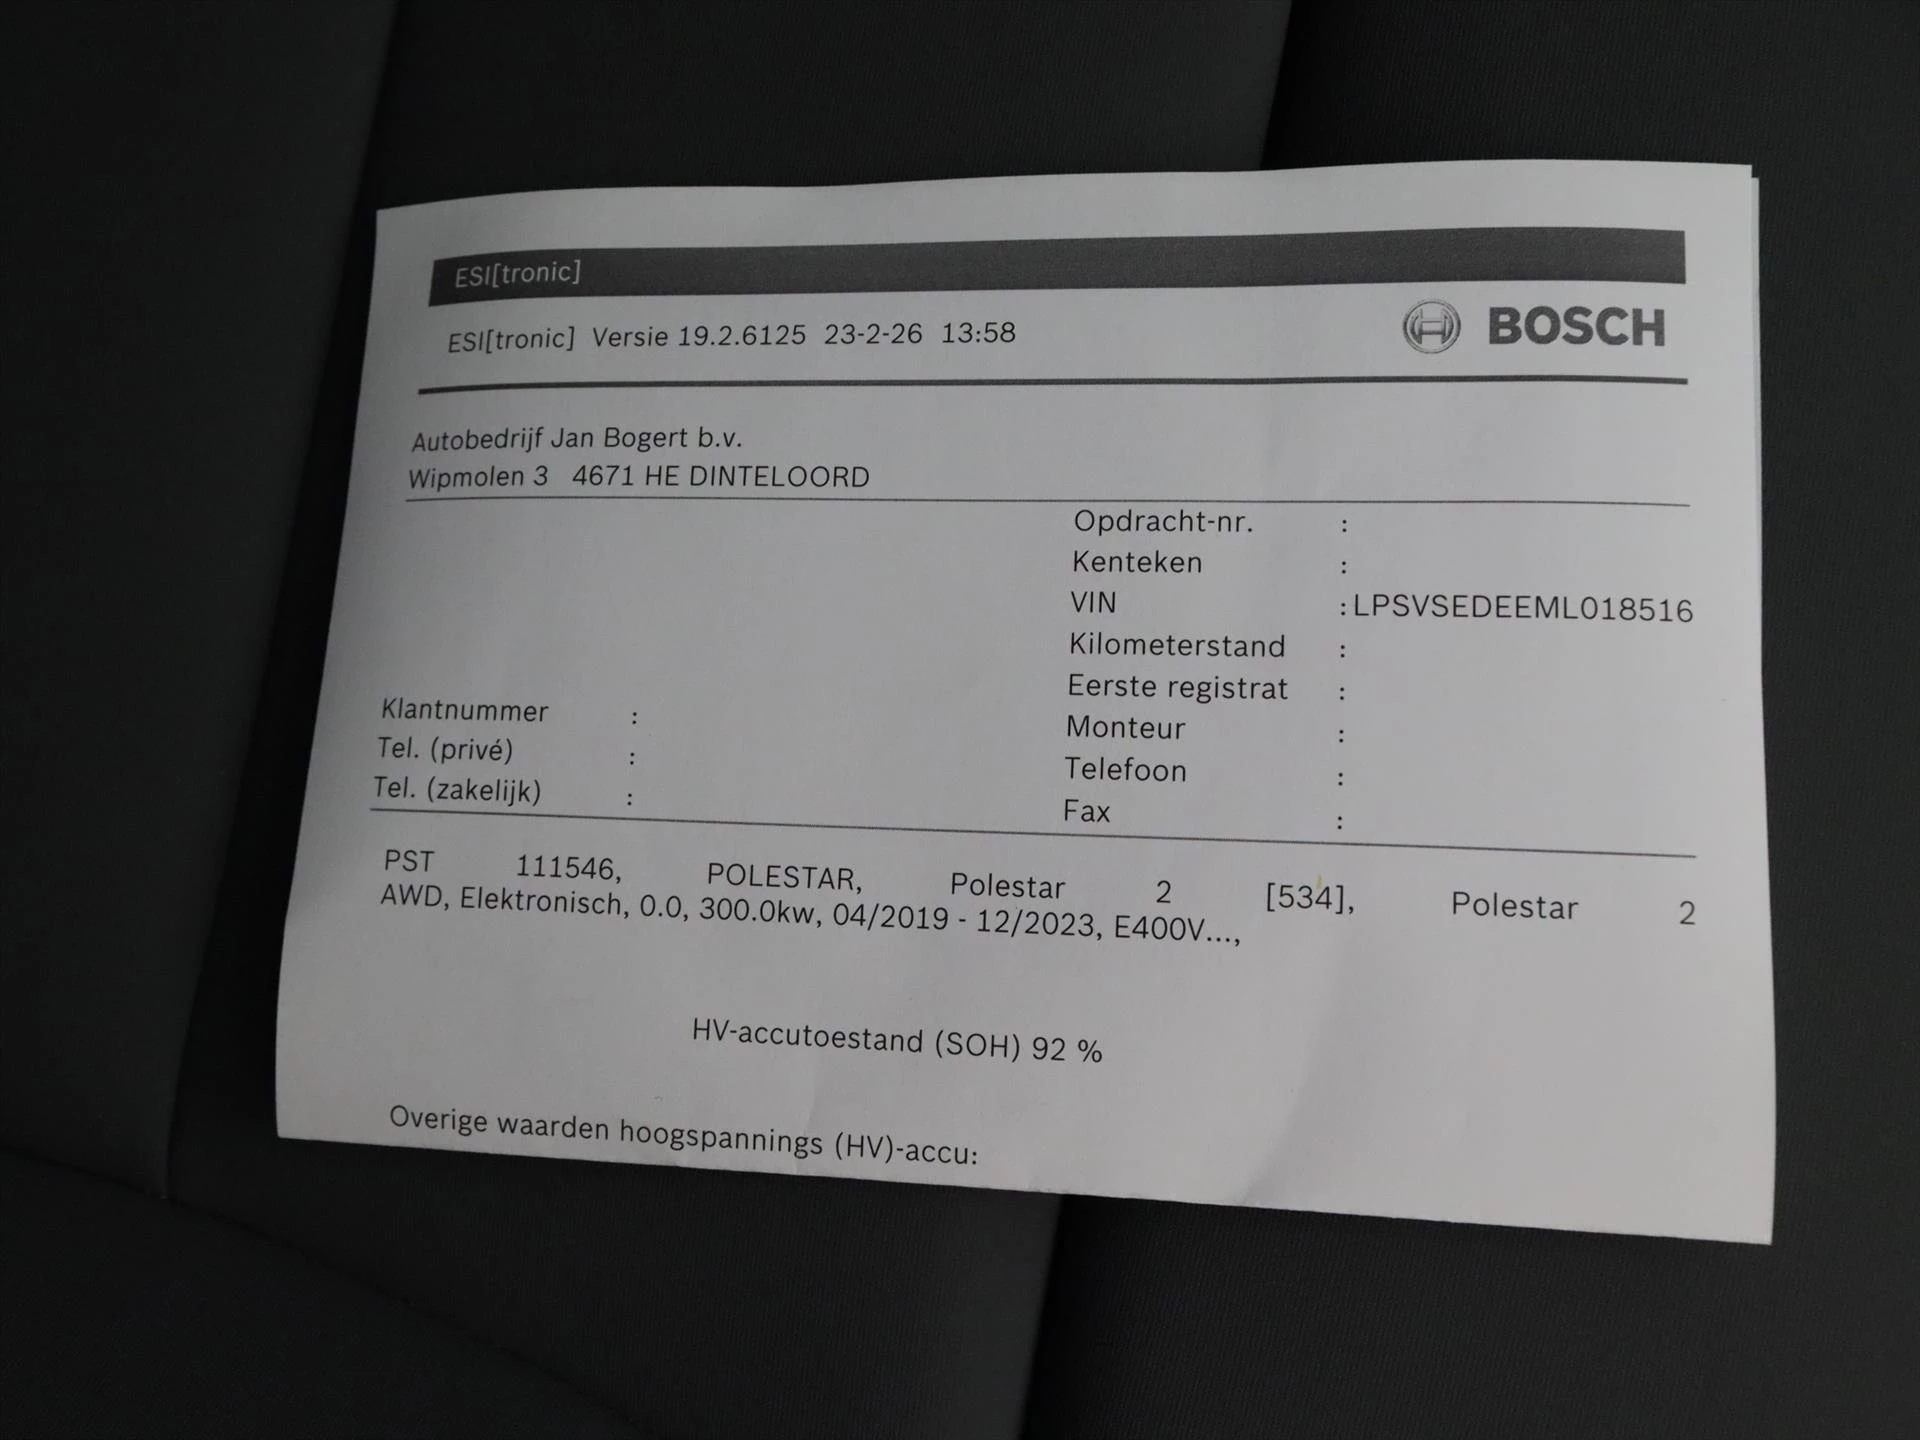 ESI[tronic]
ESI[tronic] Versie 19.2.6125 23-2-26 13:58
BOSCH
Autobedrijf Jan Bogert b.v.
Wipmolen 3 4671 HE DINTELOORD
Opdracht-nr. :
Kenteken :
VIN :LPSVSEDEEML018516
Kilometerstand :
Eerste registrat :
Monteur :
Telefoon :
Fax :
Klantnummer :
Tel. (privé) :
Tel. (zakelijk) :
PST 111546, POLESTAR, Polestar 2 [534], Polestar 2
AWD, Elektronisch, 0.0, 300.0kw, 04/2019 - 12/2023, E400V...,
HV-accutoestand (SOH) 92 %
Overige waarden hoogspannings (HV)-accu: